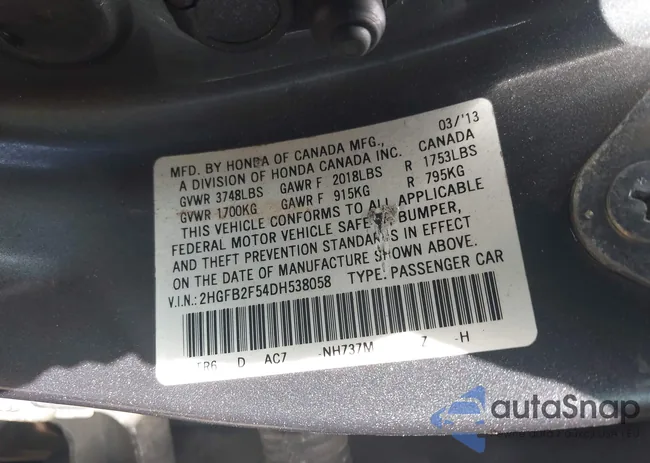 MFD. BY HONDA OF CANADA MFG., 03/'13
A DIVISION OF HONDA CANADA INC. CANADA
GVWR 3748LBS GAWR F 2018LBS R 1753LBS
GVWR 1700KG GAWR F 915KG R 795KG
THIS VEHICLE CONFORMS TO ALL APPLICABLE
FEDERAL MOTOR VEHICLE SAFETY BUMPER,
AND THEFT PREVENTION STANDARDS IN EFFECT
ON THE DATE OF MANUFACTURE SHOWN ABOVE.
V.I.N.: 2HGFB2F54DH538058 TYPE: PASSENGER CAR
TR6 D AC7 -NH737M Z -H
autoSnap